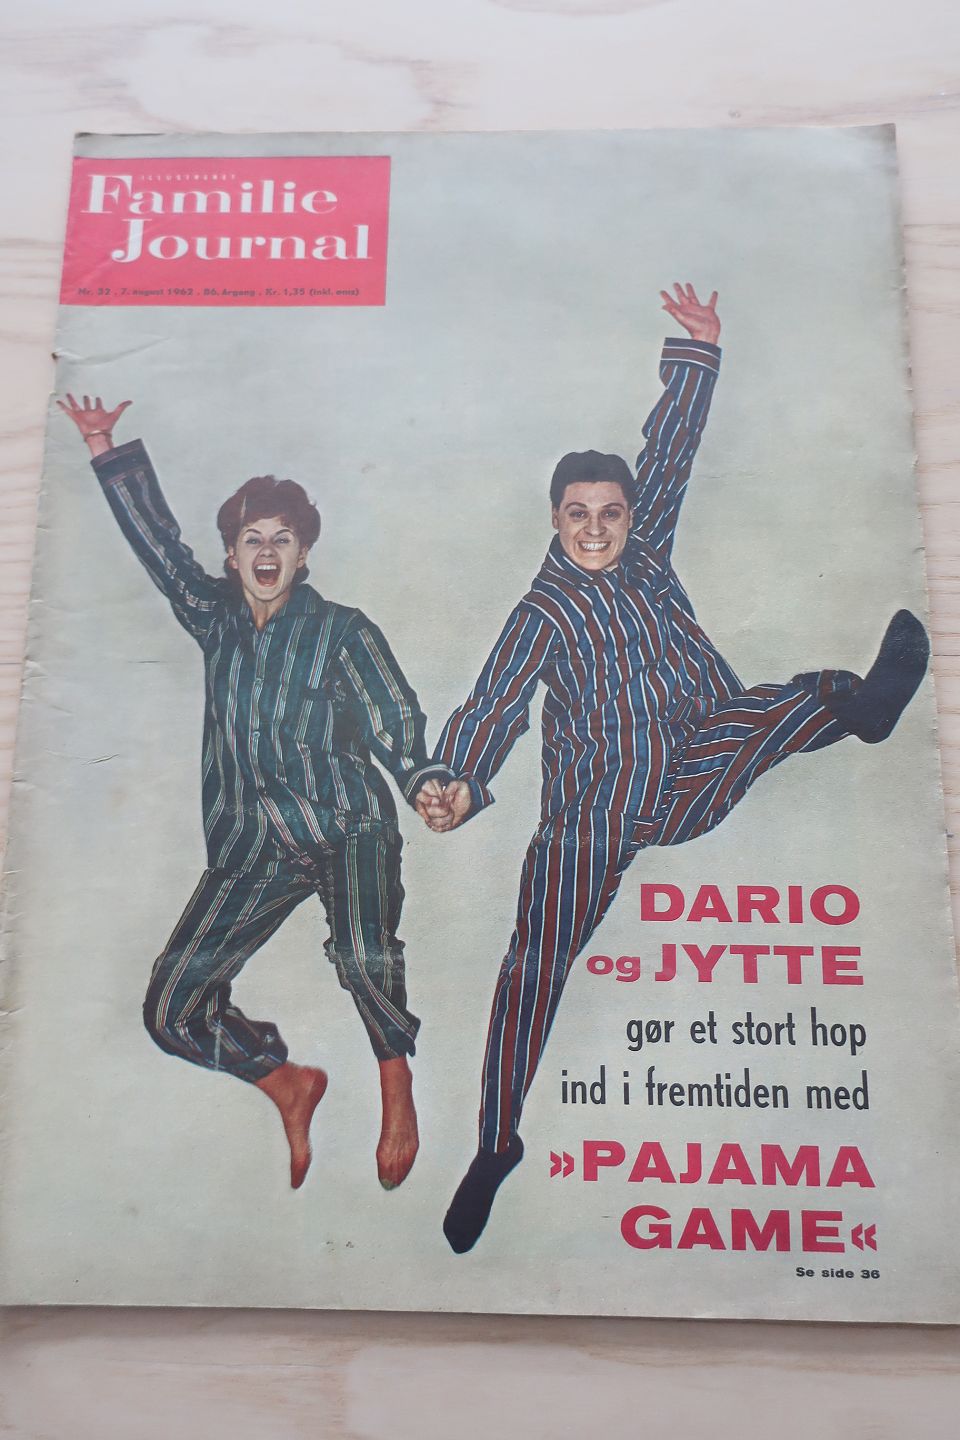 ILLUSTRERET
Familie
Journal
Nr. 32 . 7. august 1962 . 86. Årgang . Kr. 1,35 (inkl. oms)
DARIO
og JYTTE
gør et stort hop
ind i fremtiden med
»PAJAMA
GAME«
Se side 36